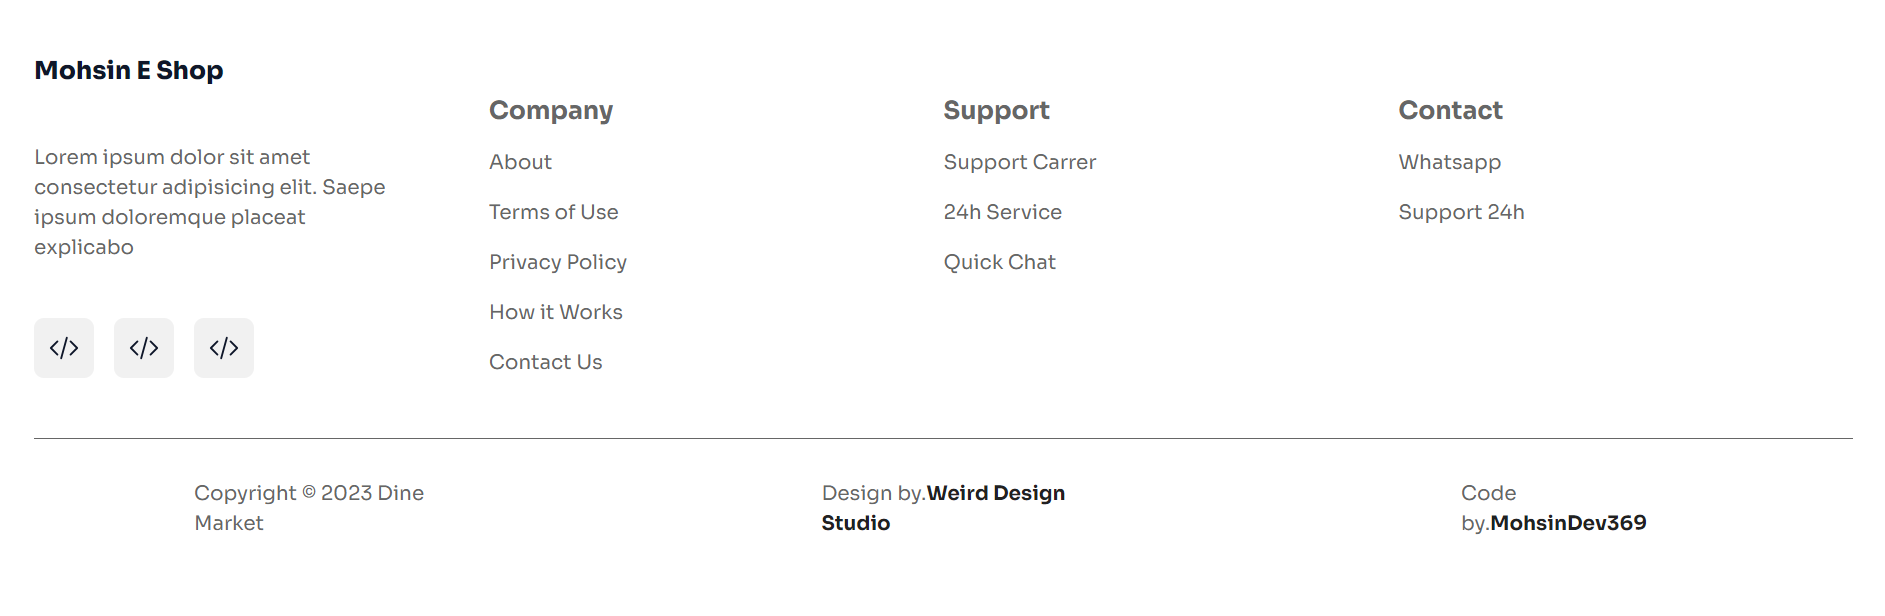 Mohsin E Shop
Lorem ipsum dolor sit amet
consectetur adipisicing elit. Saepe
ipsum doloremque placeat
explicabo
</> </> </>
Company
About
Terms of Use
Privacy Policy
How it Works
Contact Us
Support
Support Carrer
24h Service
Quick Chat
Contact
Whatsapp
Support 24h
Copyright © 2023 Dine
Market
Design by.Weird Design
Studio
Code
by.MohsinDev369